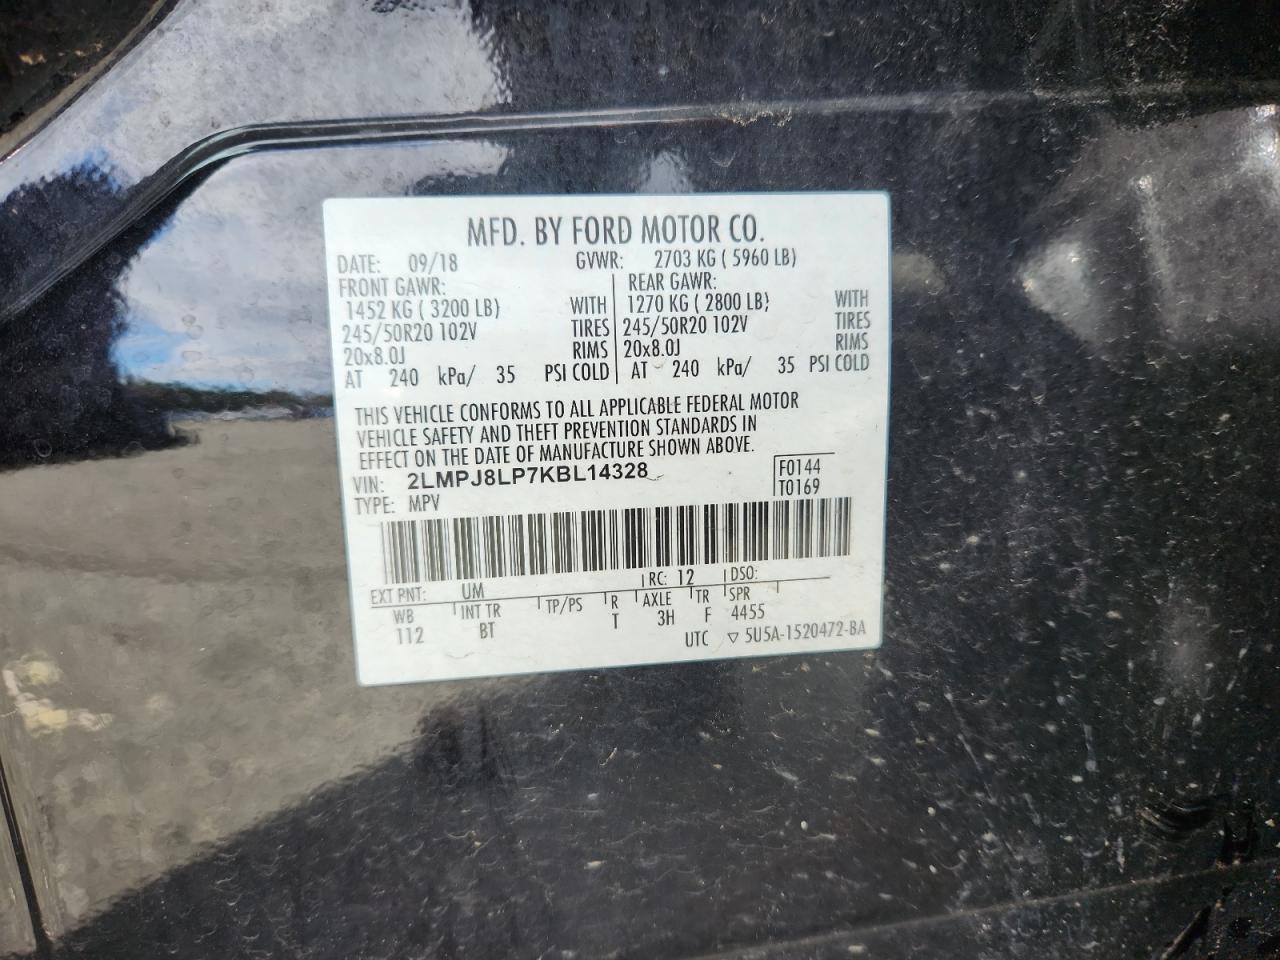 MFD. BY FORD MOTOR CO.
DATE: 09/18 GVWR: 2703 KG ( 5960 LB)
FRONT GAWR: REAR GAWR:
1452 KG ( 3200 LB) WITH 1270 KG ( 2800 LB) WITH
245/50R20 102V TIRES 245/50R20 102V TIRES
20x8.0J RIMS 20x8.0J RIMS
AT 240 kPa/ 35 PSI COLD AT 240 kPa/ 35 PSI COLD
THIS VEHICLE CONFORMS TO ALL APPLICABLE FEDERAL MOTOR
VEHICLE SAFETY AND THEFT PREVENTION STANDARDS IN
EFFECT ON THE DATE OF MANUFACTURE SHOWN ABOVE.
VIN: 2LMPJ8LP7KBL14328 F0144
TYPE: MPV T0169
EXT PNT: UM RC: 12 DSO:
WB INT TR TP/PS R AXLE TR SPR
112 BT T 3H F 4455
UTC ▽ 5U5A-1520472-BA